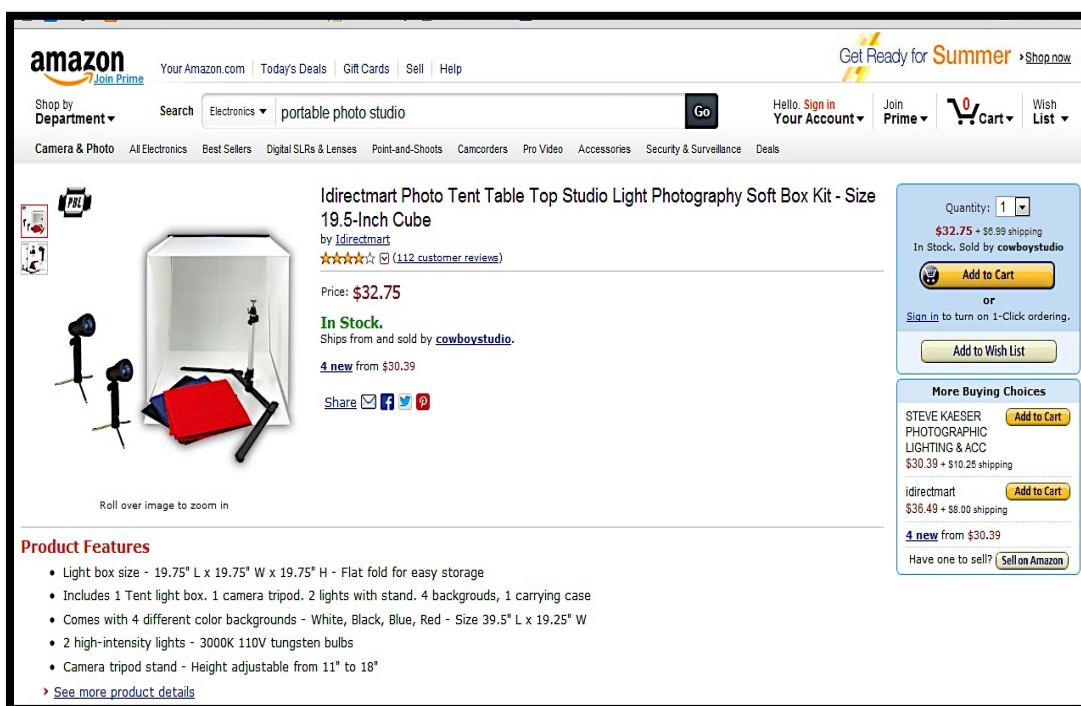 Get Ready for Summer › Shop now
amazon
Join Prime
Your Amazon.com | Today's Deals | Gift Cards | Sell | Help
Shop by
Department
Search
Electronics
portable photo studio
Go
Hello. Sign in
Your Account
Join
Prime
0
Cart
Wish
List
Camera & Photo All Electronics Best Sellers Digital SLRs & Lenses Point-and-Shoots Camcorders Pro Video Accessories Security & Surveillance Deals
PBL
Roll over image to zoom in
Idirectmart Photo Tent Table Top Studio Light Photography Soft Box Kit - Size
19.5-Inch Cube
by Idirectmart
(112 customer reviews)
Price: $32.75
In Stock.
Ships from and sold by cowboystudio.
4 new from $30.39
Share
Quantity: 1
$32.75 + $6.99 shipping
In Stock. Sold by cowboystudio
Add to Cart
or
Sign in to turn on 1-Click ordering.
Add to Wish List
More Buying Choices
STEVE KAESER
PHOTOGRAPHIC
LIGHTING & ACC
Add to Cart
$30.39 + $10.25 shipping
idirectmart
Add to Cart
$36.49 + $8.00 shipping
4 new from $30.39
Have one to sell? Sell on Amazon
Product Features
• Light box size - 19.75" L x 19.75" W x 19.75" H - Flat fold for easy storage
• Includes 1 Tent light box. 1 camera tripod. 2 lights with stand. 4 backgrouds, 1 carrying case
• Comes with 4 different color backgrounds - White, Black, Blue, Red - Size 39.5" L x 19.25" W
• 2 high-intensity lights - 3000K 110V tungsten bulbs
• Camera tripod stand - Height adjustable from 11" to 18"
› See more product details